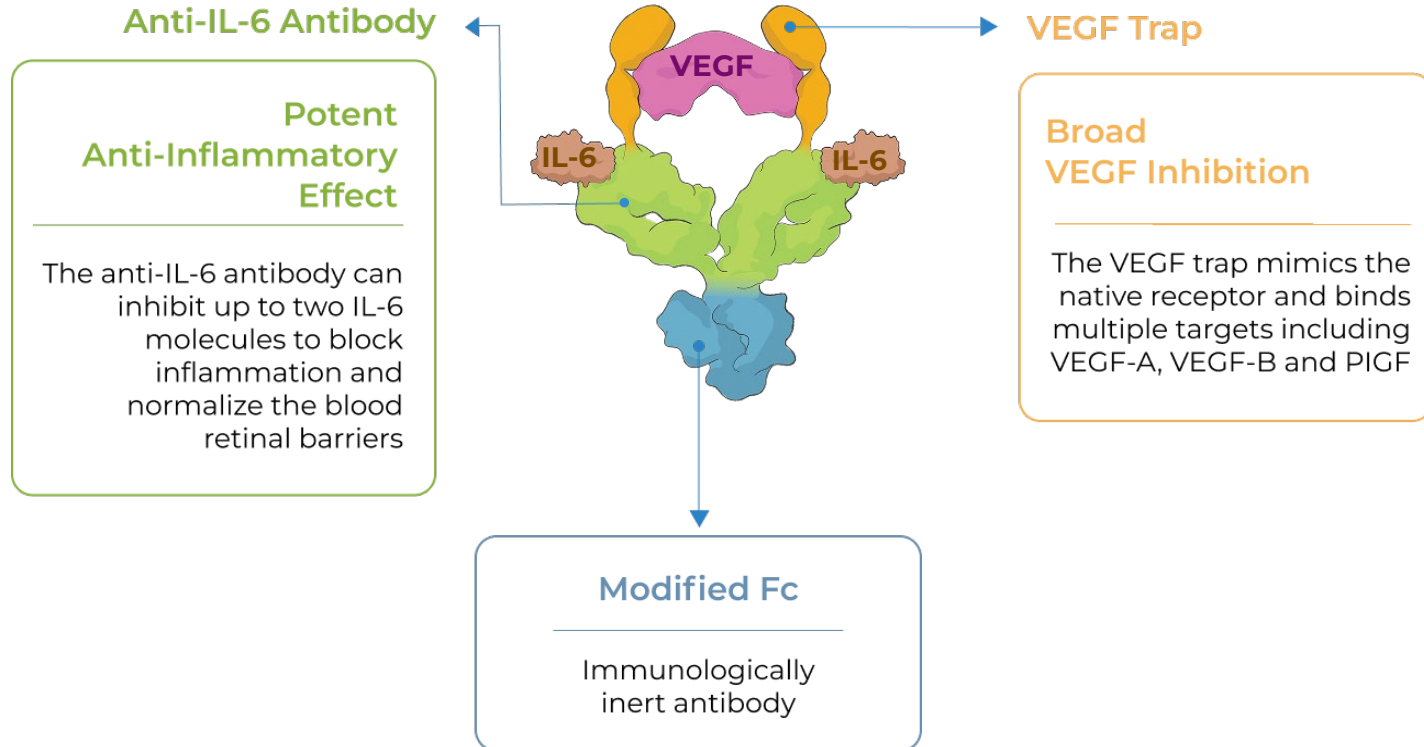 Anti-IL-6 Antibody
Potent
Anti-Inflammatory
Effect
The anti-IL-6 antibody can
inhibit up to two IL-6
molecules to block
inflammation and
normalize the blood
retinal barriers
VEGF
IL-6
IL-6
VEGF Trap
Broad
VEGF Inhibition
The VEGF trap mimics the
native receptor and binds
multiple targets including
VEGF-A, VEGF-B and PIGF
Modified Fc
Immunologically
inert antibody